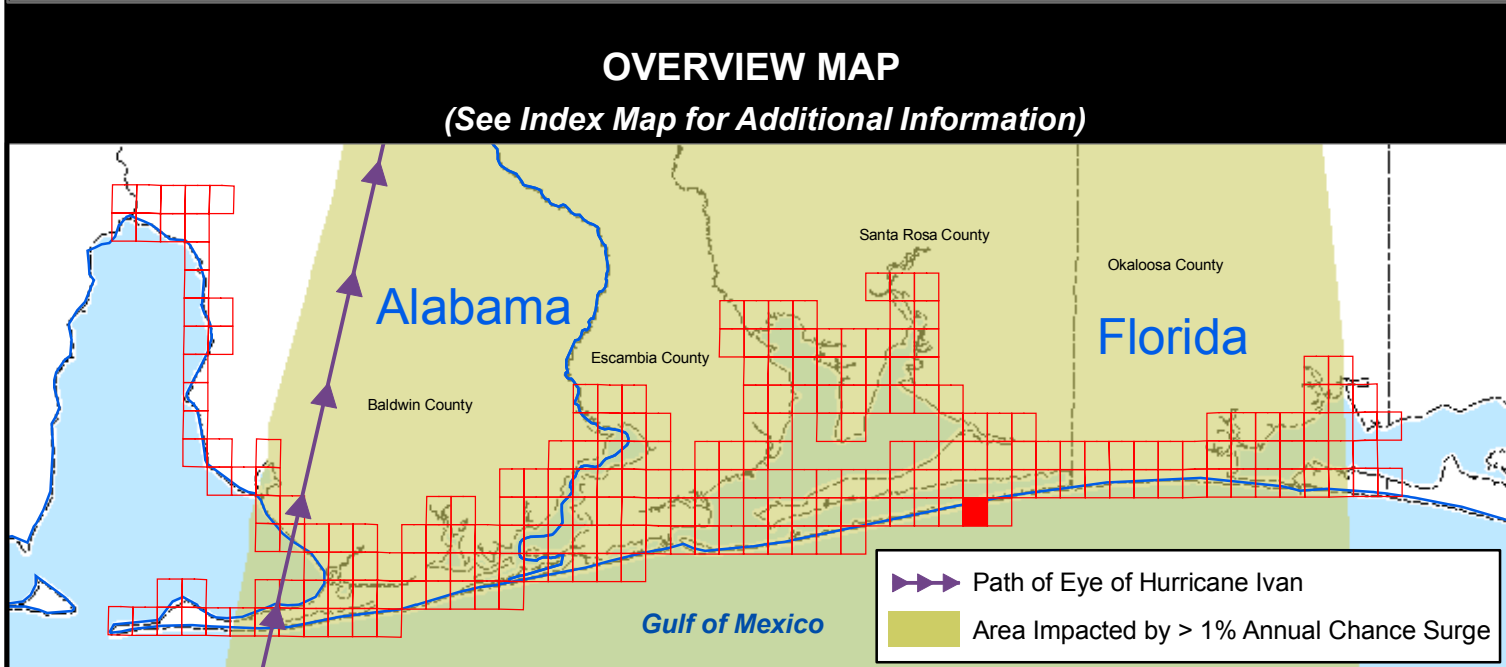 OVERVIEW MAP
(See Index Map for Additional Information)
Santa Rosa County
Okaloosa County
Alabama
Florida
Escambia County
Baldwin County
Gulf of Mexico
Path of Eye of Hurricane Ivan
Area Impacted by > 1% Annual Chance Surge